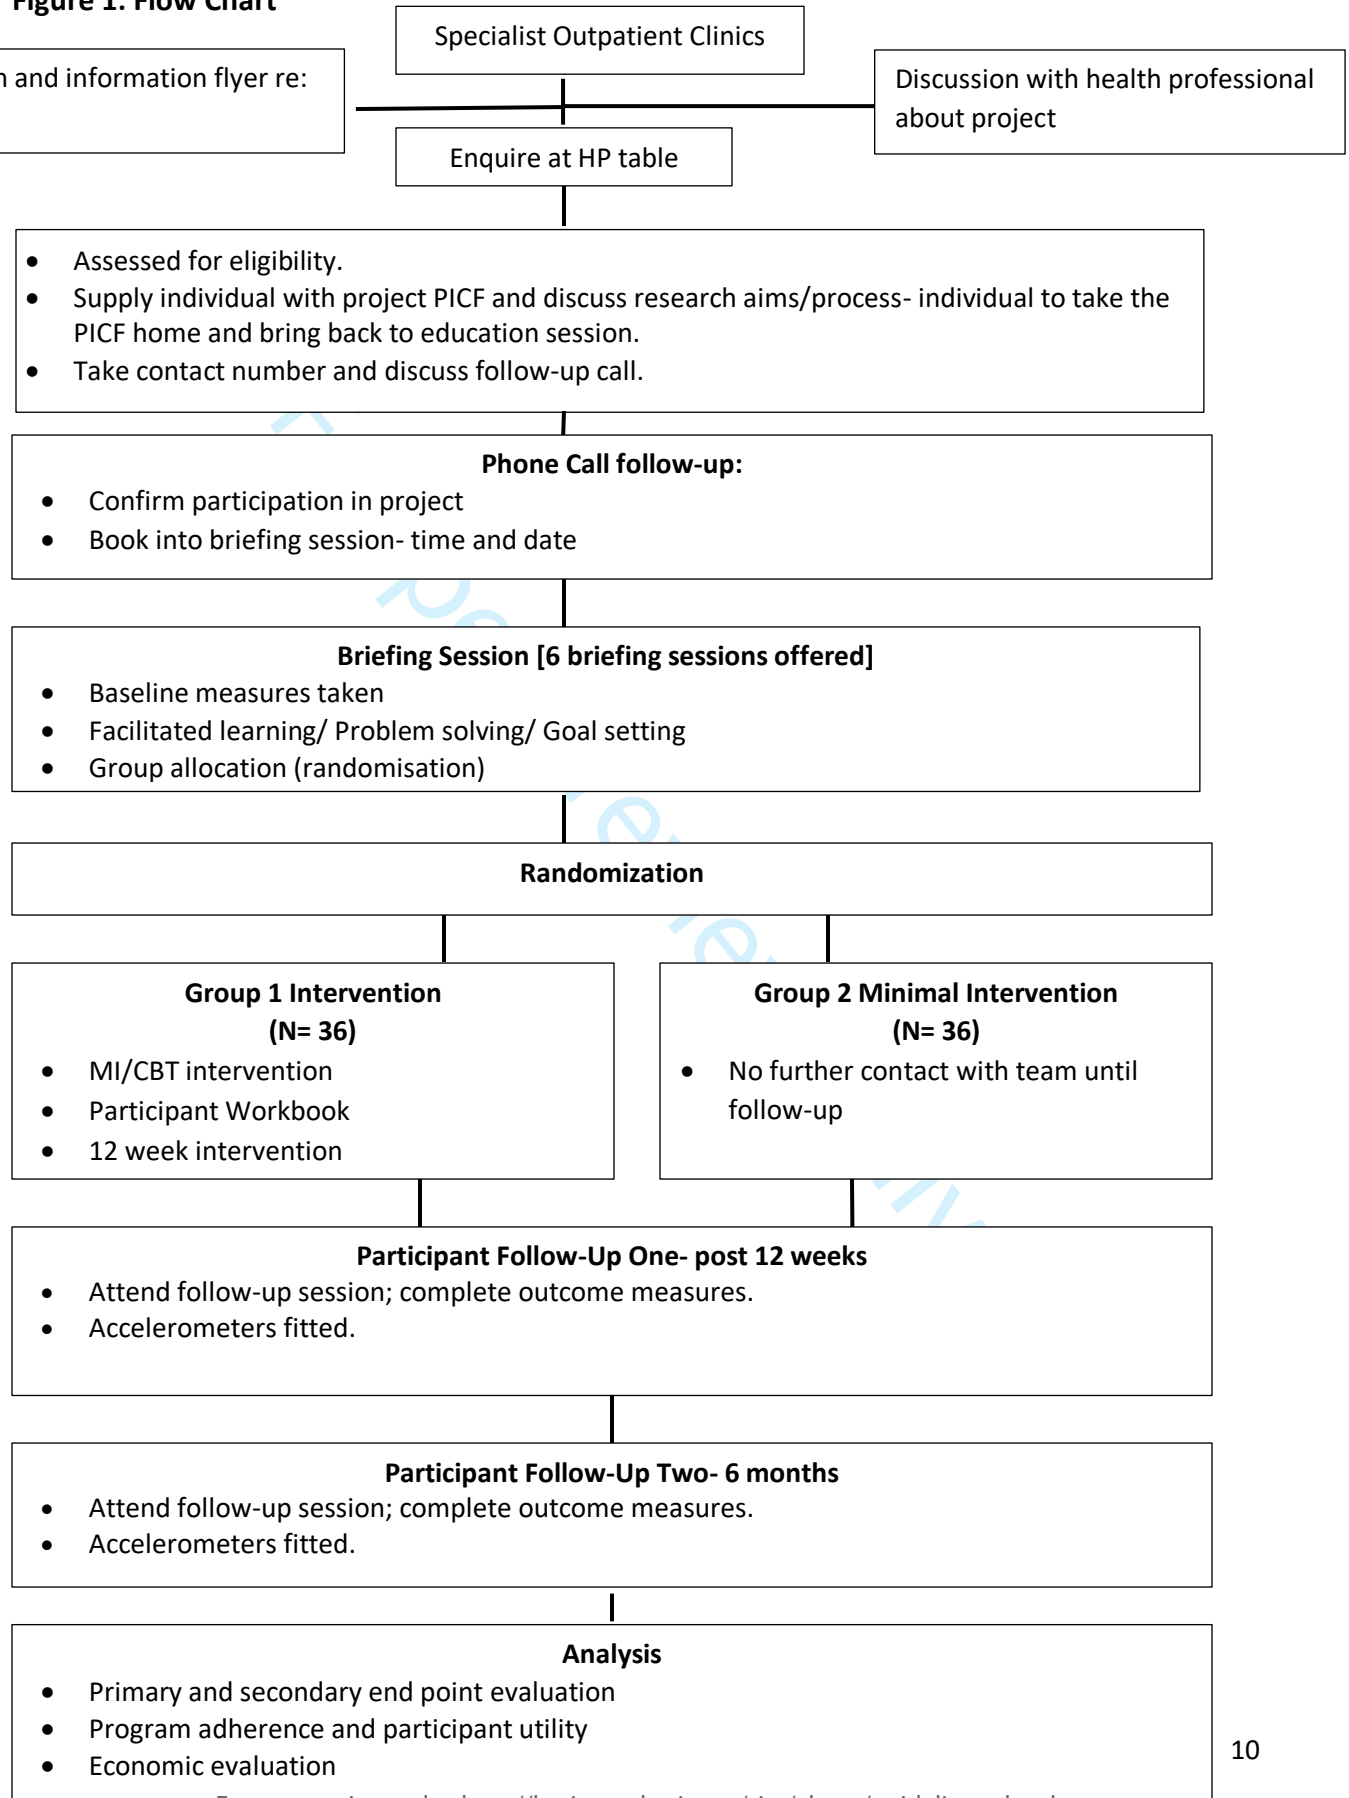 Figure 1: Flow Chart
Specialist Outpatient Clinics
and information flyer re:
Discussion with health professional
about project
Enquire at HP table
• Assessed for eligibility.
• Supply individual with project PICF and discuss research aims/process- individual to take the
PICF home and bring back to education session.
• Take contact number and discuss follow-up call.
Phone Call follow-up:
• Confirm participation in project
• Book into briefing session- time and date
Briefing Session [6 briefing sessions offered]
• Baseline measures taken
• Facilitated learning/ Problem solving/ Goal setting
• Group allocation (randomisation)
Randomization
Group 1 Intervention
(N= 36)
• MI/CBT intervention
• Participant Workbook
• 12 week intervention
Group 2 Minimal Intervention
(N= 36)
• No further contact with team until
follow-up
Participant Follow-Up One- post 12 weeks
• Attend follow-up session; complete outcome measures.
• Accelerometers fitted.
Participant Follow-Up Two- 6 months
• Attend follow-up session; complete outcome measures.
• Accelerometers fitted.
Analysis
• Primary and secondary end point evaluation
• Program adherence and participant utility
• Economic evaluation
10